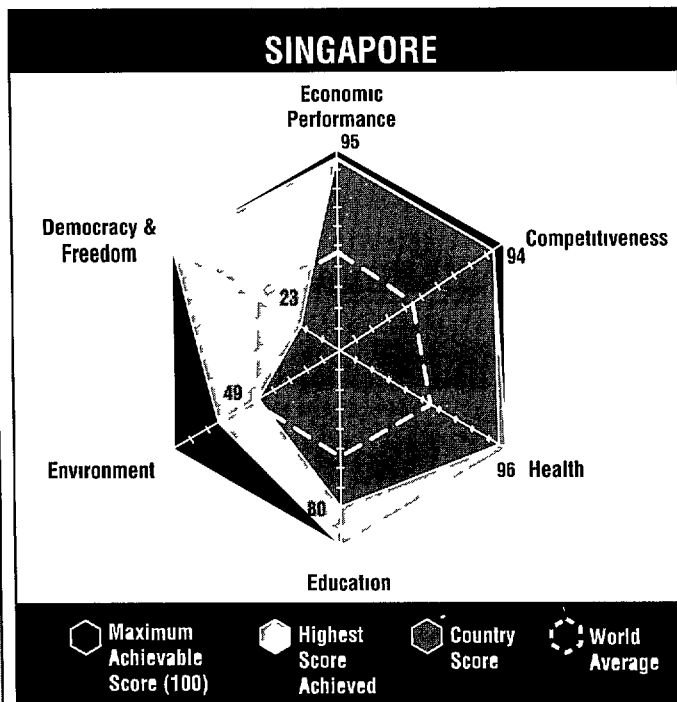 SINGAPORE
Economic
Performance
95
Competitiveness
94
Democracy &
Freedom
23
49
Environment
96
Health
80
Education
Maximum
Achievable
Score (100)
Highest
Score
Achieved
Country
Score
World
Average